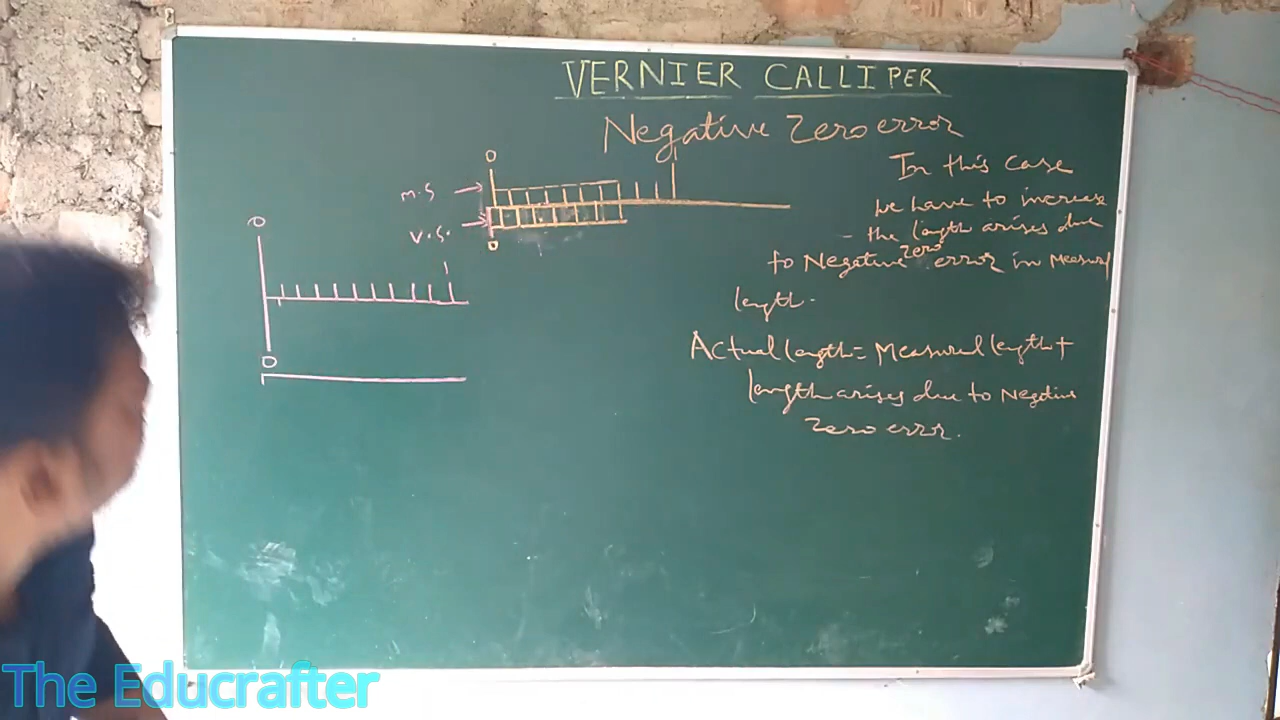 VERNIER CALLIPER
Negative Zero error
In this case
we have to increase
the length arises due
to Negative zero error in Measured
length.
Actual length = Measured length +
length arises due to Negative
Zero error.
0
M.S
V.S.
0
0
0
The Educrafter